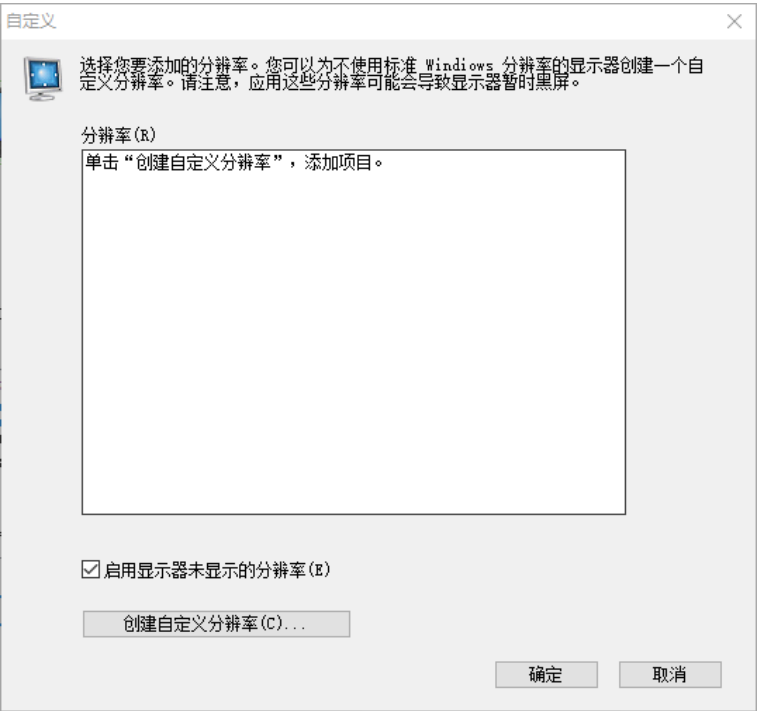 自定义
选择您要添加的分辨率。您可以为不使用标准 Windiows 分辨率的显示器创建一个自
定义分辨率。请注意，应用这些分辨率可能会导致显示器暂时黑屏。
分辨率(R)
单击“创建自定义分辨率”，添加项目。
启用显示器未显示的分辨率(E)
创建自定义分辨率(C)...
确定
取消